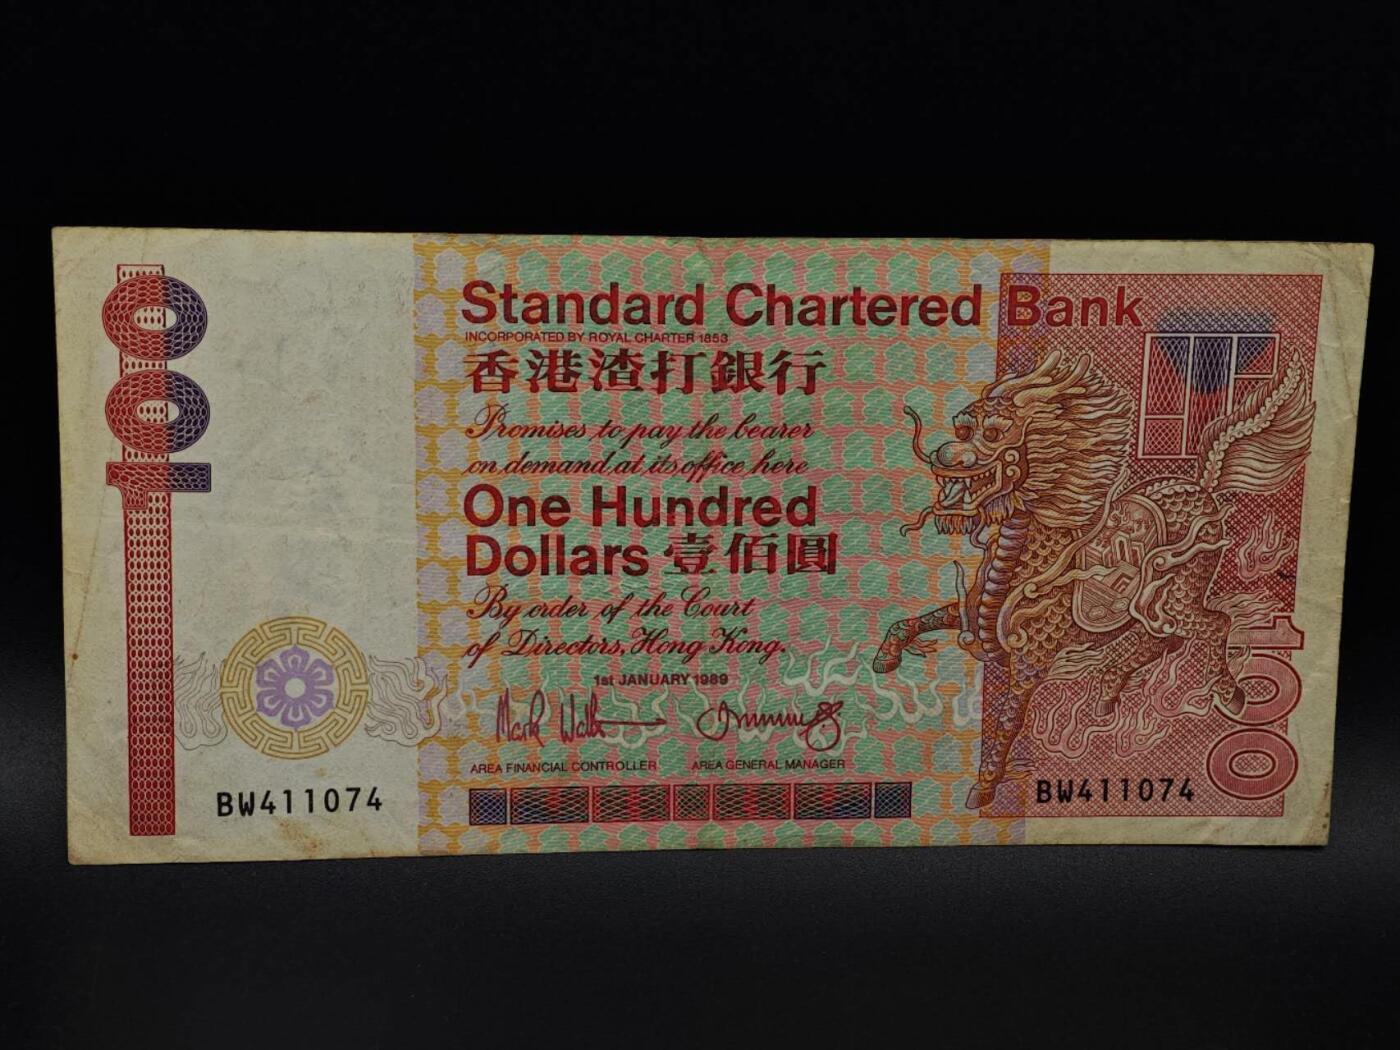 100
Standard Chartered Bank
INCORPORATED BY ROYAL CHARTER 1853
香港渣打銀行
Promises to pay the bearer
on demand at its office here
One Hundred
Dollars 壹佰圓
By order of the Court
of Directors, Hong Kong.
1st JANUARY 1989
AREA FINANCIAL CONTROLLER AREA GENERAL MANAGER
BW411074 BW411074
100